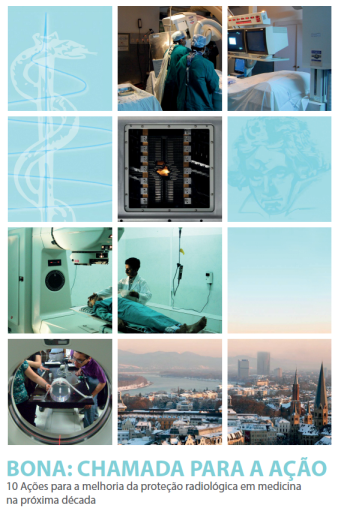 BONA: CHAMADA PARA A AÇÃO
10 Ações para a melhoria da proteção radiológica em medicina
na próxima década